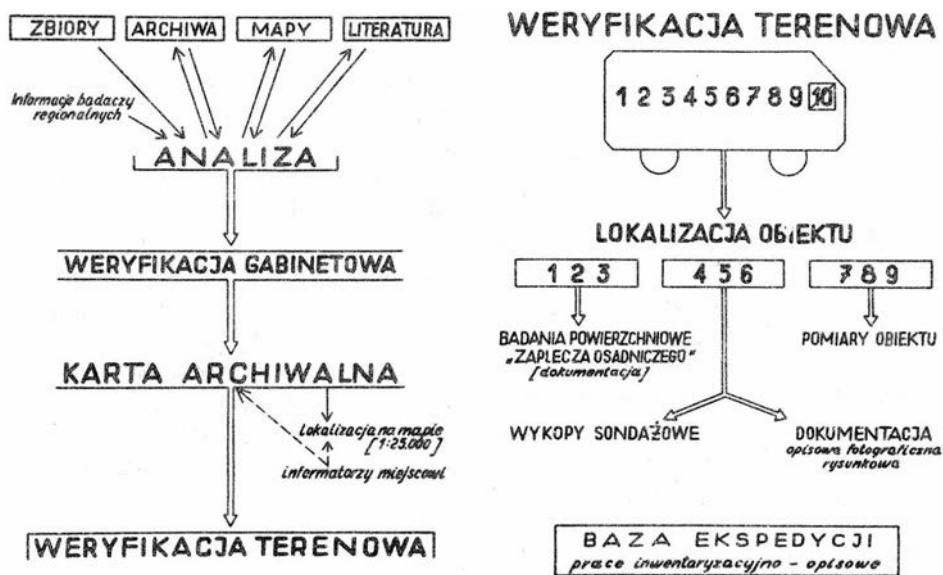 ZBIORY ARCHIWA MAPY LITERATURA
Informacje badaczy
regionalnych
ANALIZA
WERYFIKACJA GABINETOWA
KARTA ARCHIWALNA
Lokalizacja na mapie
[1:25.000]
informatorzy miejscowi
WERYFIKACJA TERENOWA
WERYFIKACJA TERENOWA
1 2 3 4 5 6 7 8 9 10
LOKALIZACJA OBIEKTU
1 2 3 4 5 6 7 8 9
BADANIA POWIERZCHNIOWE
"ZAPLECZA OSADNICZEGO"
[dokumentacja]
POMIARY OBIEKTU
WYKOPY SONDAŻOWE
DOKUMENTACJA
opisowa fotograficzna
rysunkowa
BAZA EKSPEDYCJI
prace inwentaryzacyjno - opisowe